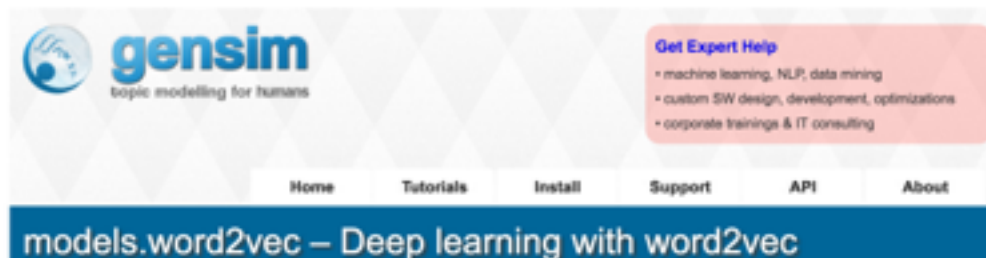 gensim
topic modelling for humans
Get Expert Help
• machine learning, NLP, data mining
• custom SW design, development, optimizations
• corporate trainings & IT consulting
Home Tutorials Install Support API About
models.word2vec – Deep learning with word2vec